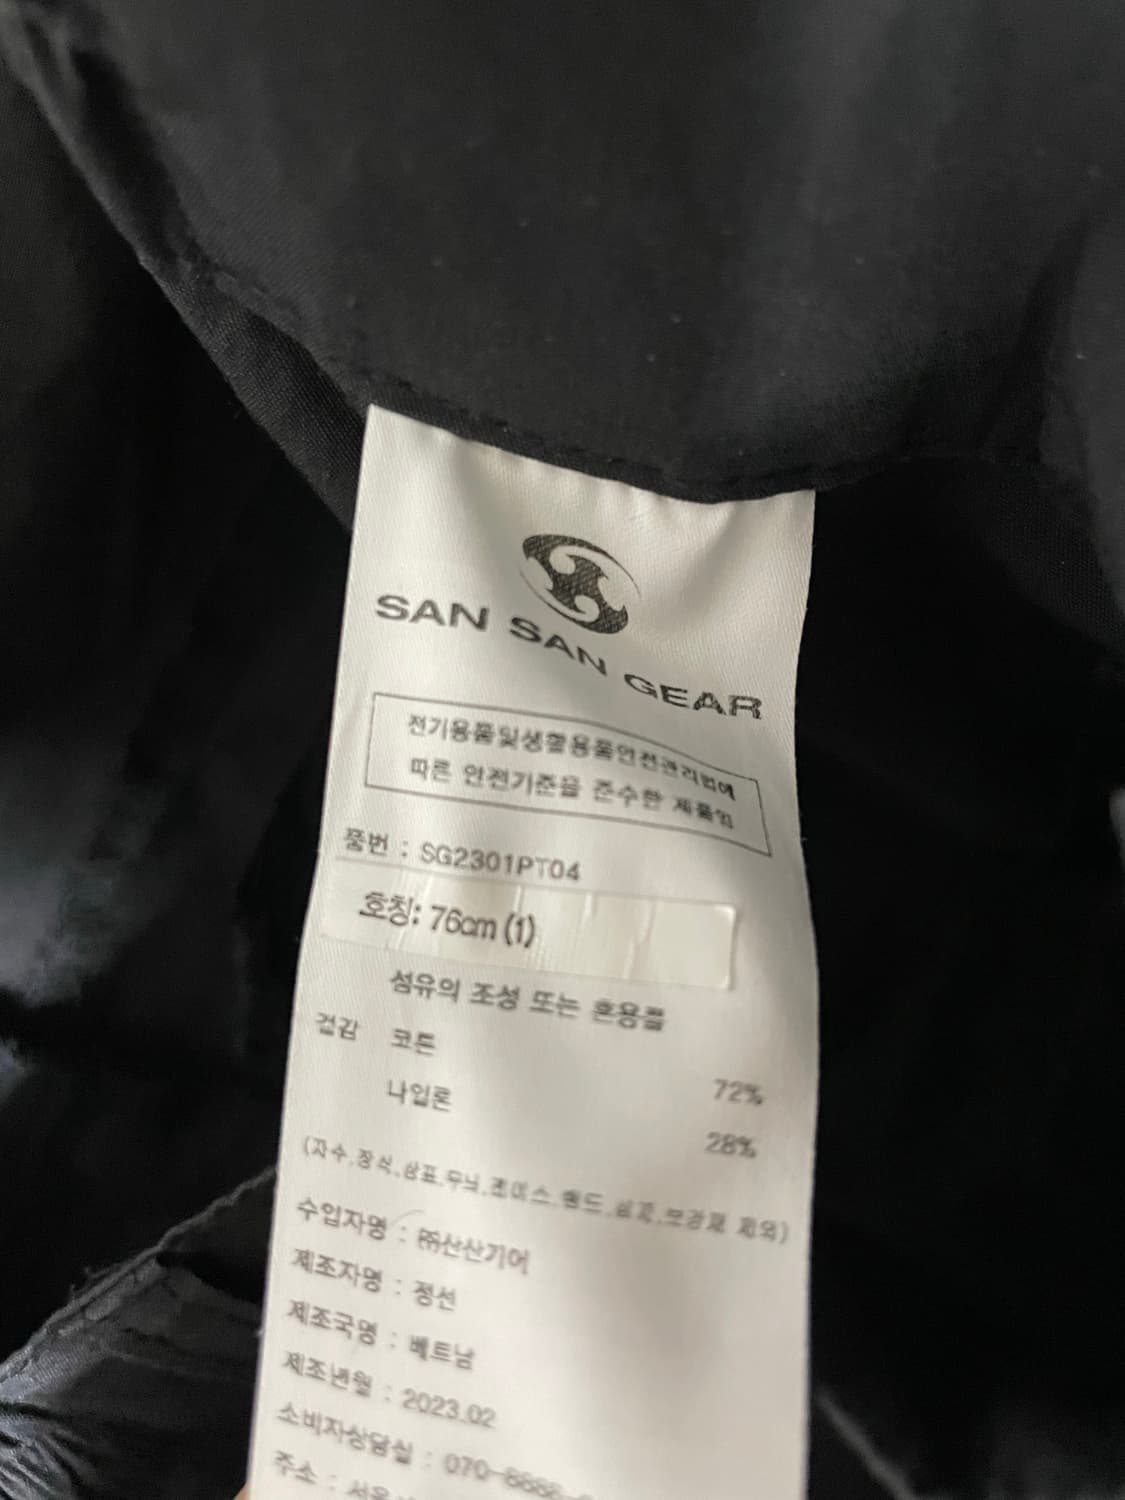 SAN SAN GEAR
전기용품및생활용품안전관리법에
따른 안전기준을 준수한 제품임
품번 : SG2301PT04
호칭: 76cm (1)
섬유의 조성 또는 혼용률
겉감 코튼 72%
나일론 28%
(자수,장식,상표,무늬,레이스,밴드,심지,보강재 제외)
수입자명 : ㈜산산기어
제조자명 : 정선
제조국명 : 베트남
제조년월 : 2023.02
소비자상담실 : 070-8666-
주소 : 서울